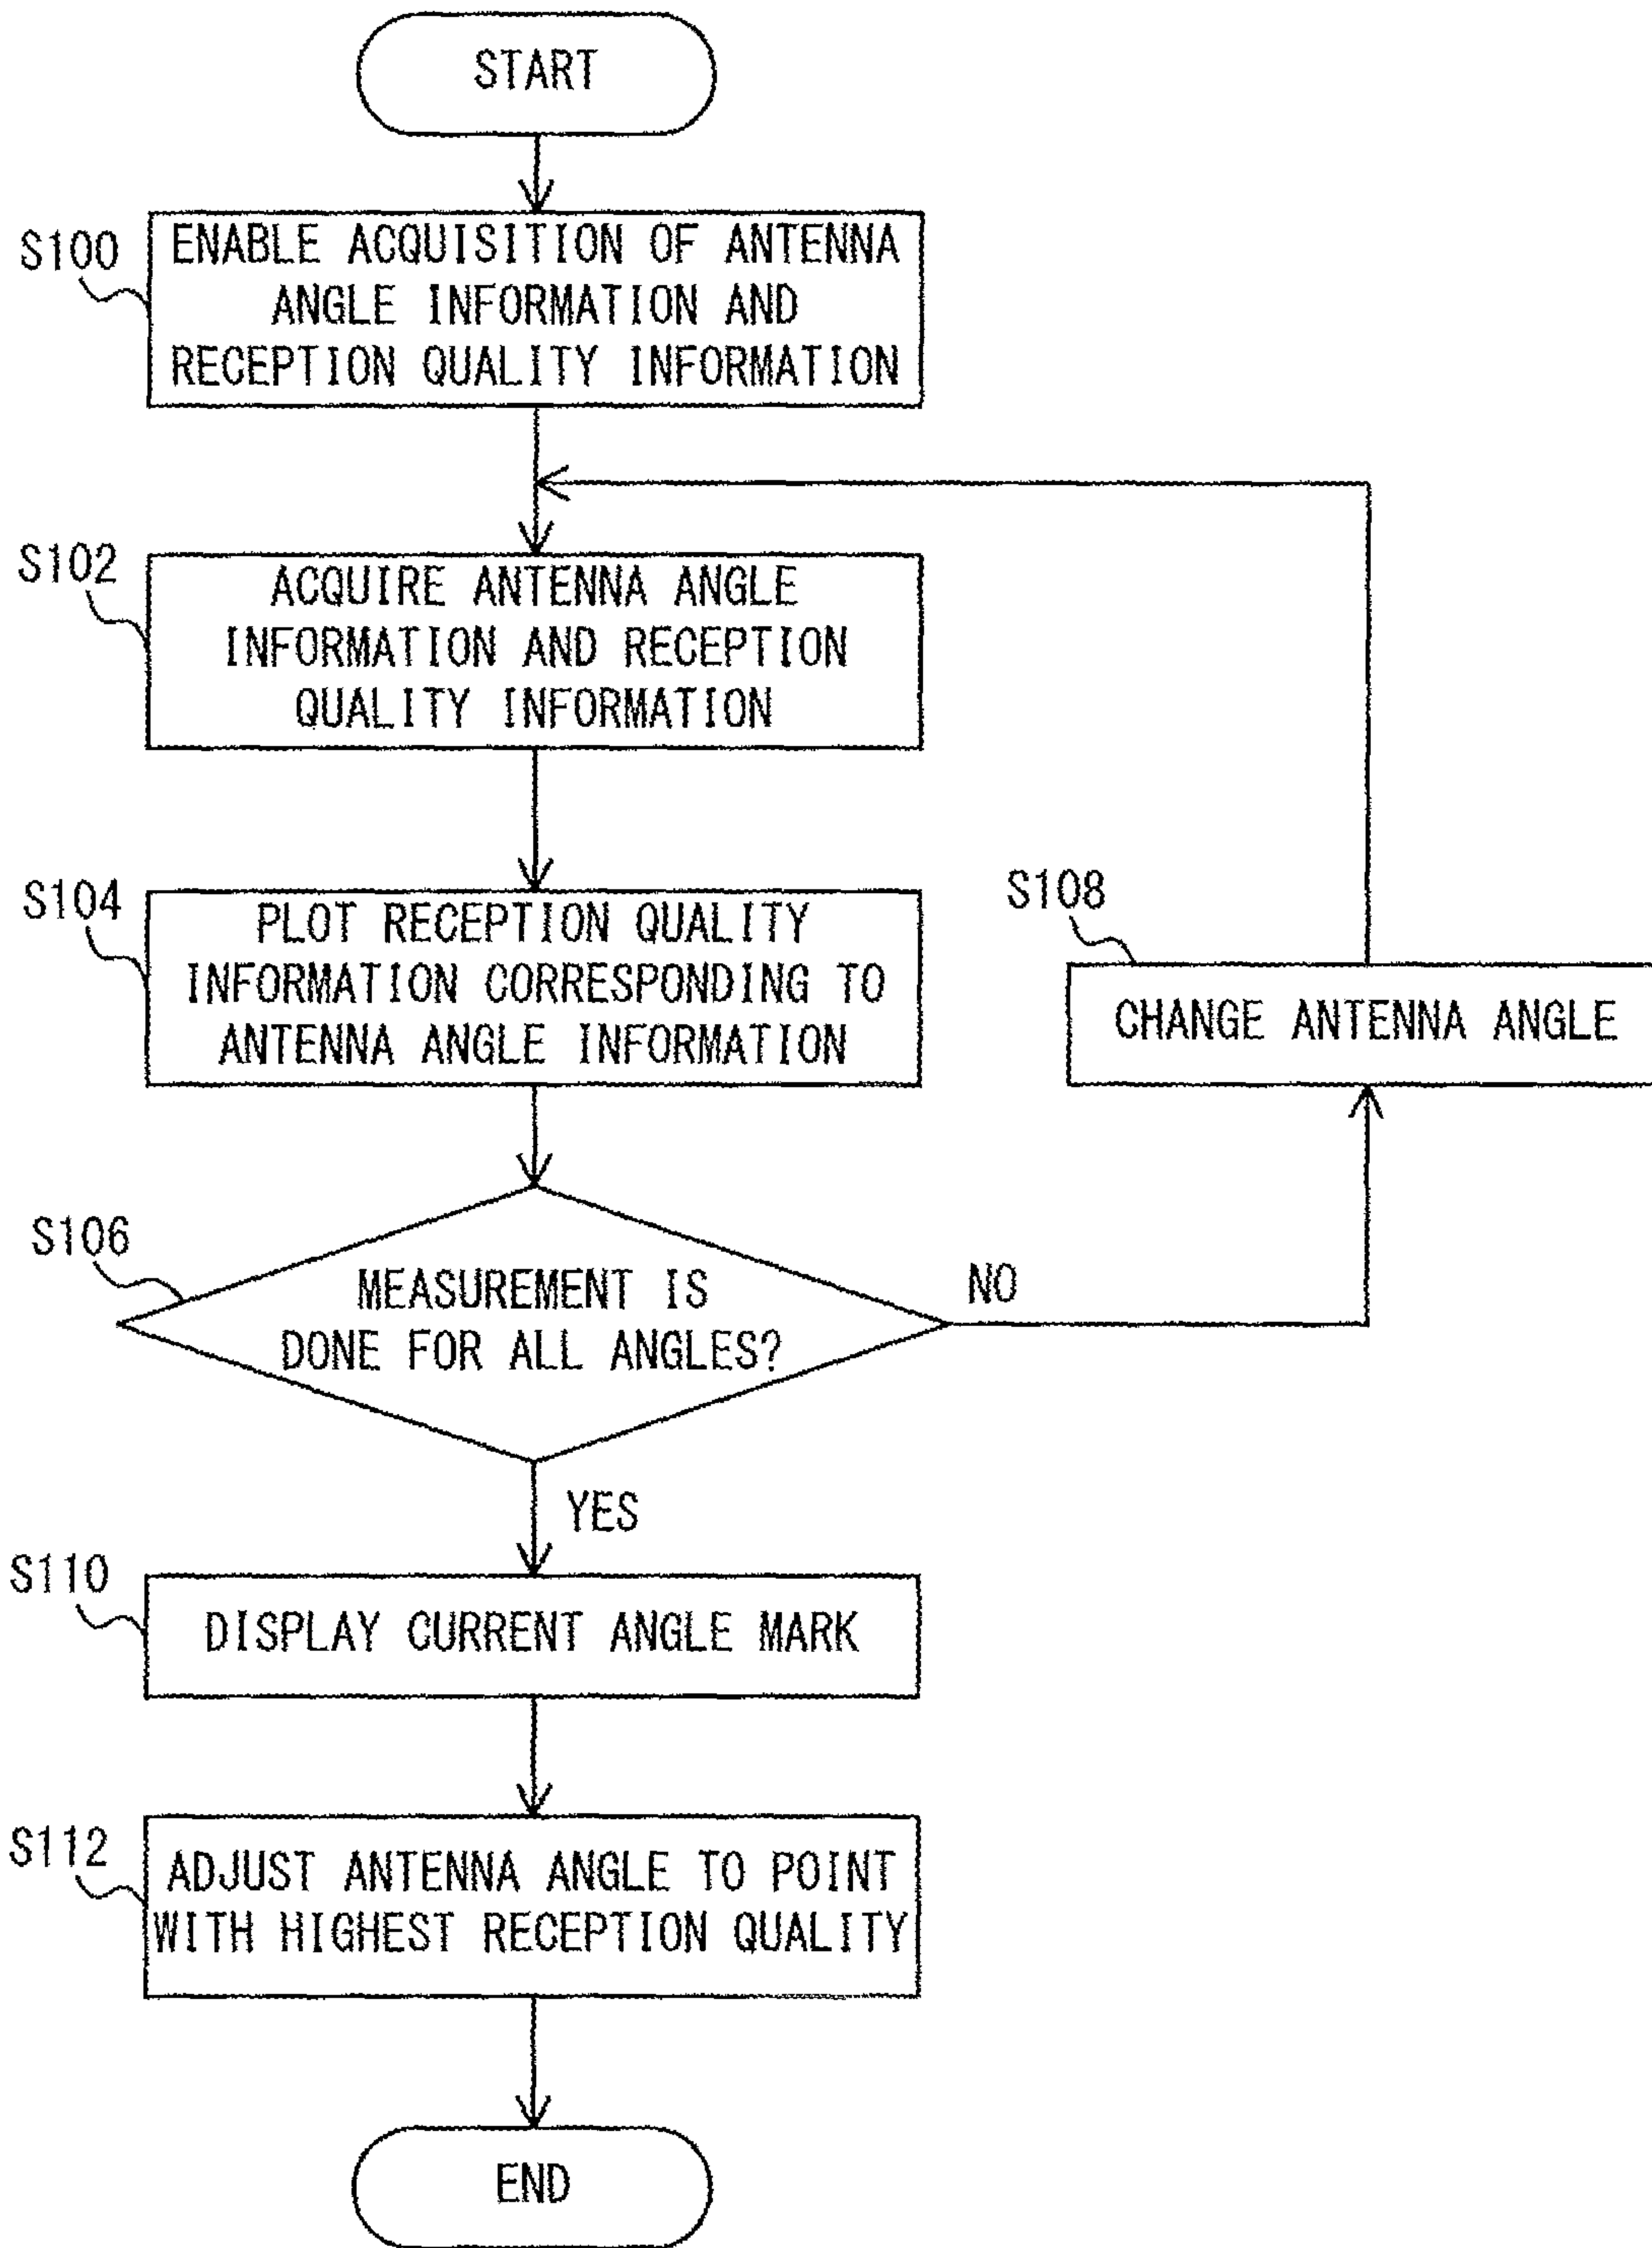 START
S100
ENABLE ACQUISITION OF ANTENNA
ANGLE INFORMATION AND
RECEPTION QUALITY INFORMATION
S102
ACQUIRE ANTENNA ANGLE
INFORMATION AND RECEPTION
QUALITY INFORMATION
S104
PLOT RECEPTION QUALITY
INFORMATION CORRESPONDING TO
ANTENNA ANGLE INFORMATION
S108
CHANGE ANTENNA ANGLE
S106
MEASUREMENT IS
DONE FOR ALL ANGLES?
NO
YES
S110
DISPLAY CURRENT ANGLE MARK
S112
ADJUST ANTENNA ANGLE TO POINT
WITH HIGHEST RECEPTION QUALITY
END